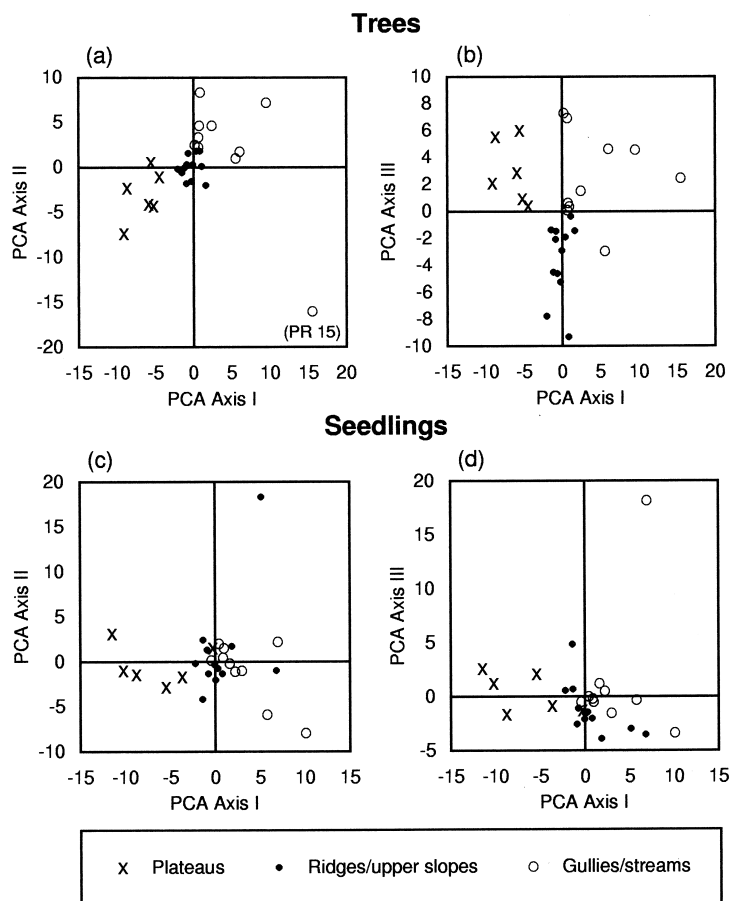 Trees
(a)
(b)
10
5
0
-5
-10
-15
-20
PCA Axis II
(PR 15)
-15 -10 -5 0 5 10 15 20
PCA Axis I
10
8
6
4
2
0
-2
-4
-6
-8
-10
PCA Axis III
-15 -10 -5 0 5 10 15 20
PCA Axis I
Seedlings
(c)
(d)
20
15
10
5
0
-5
-10
PCA Axis II
-15 -10 -5 0 5 10 15
PCA Axis I
20
15
10
5
0
-5
PCA Axis III
-15 -10 -5 0 5 10 15
PCA Axis I
X Plateaus • Ridges/upper slopes ○ Gullies/streams